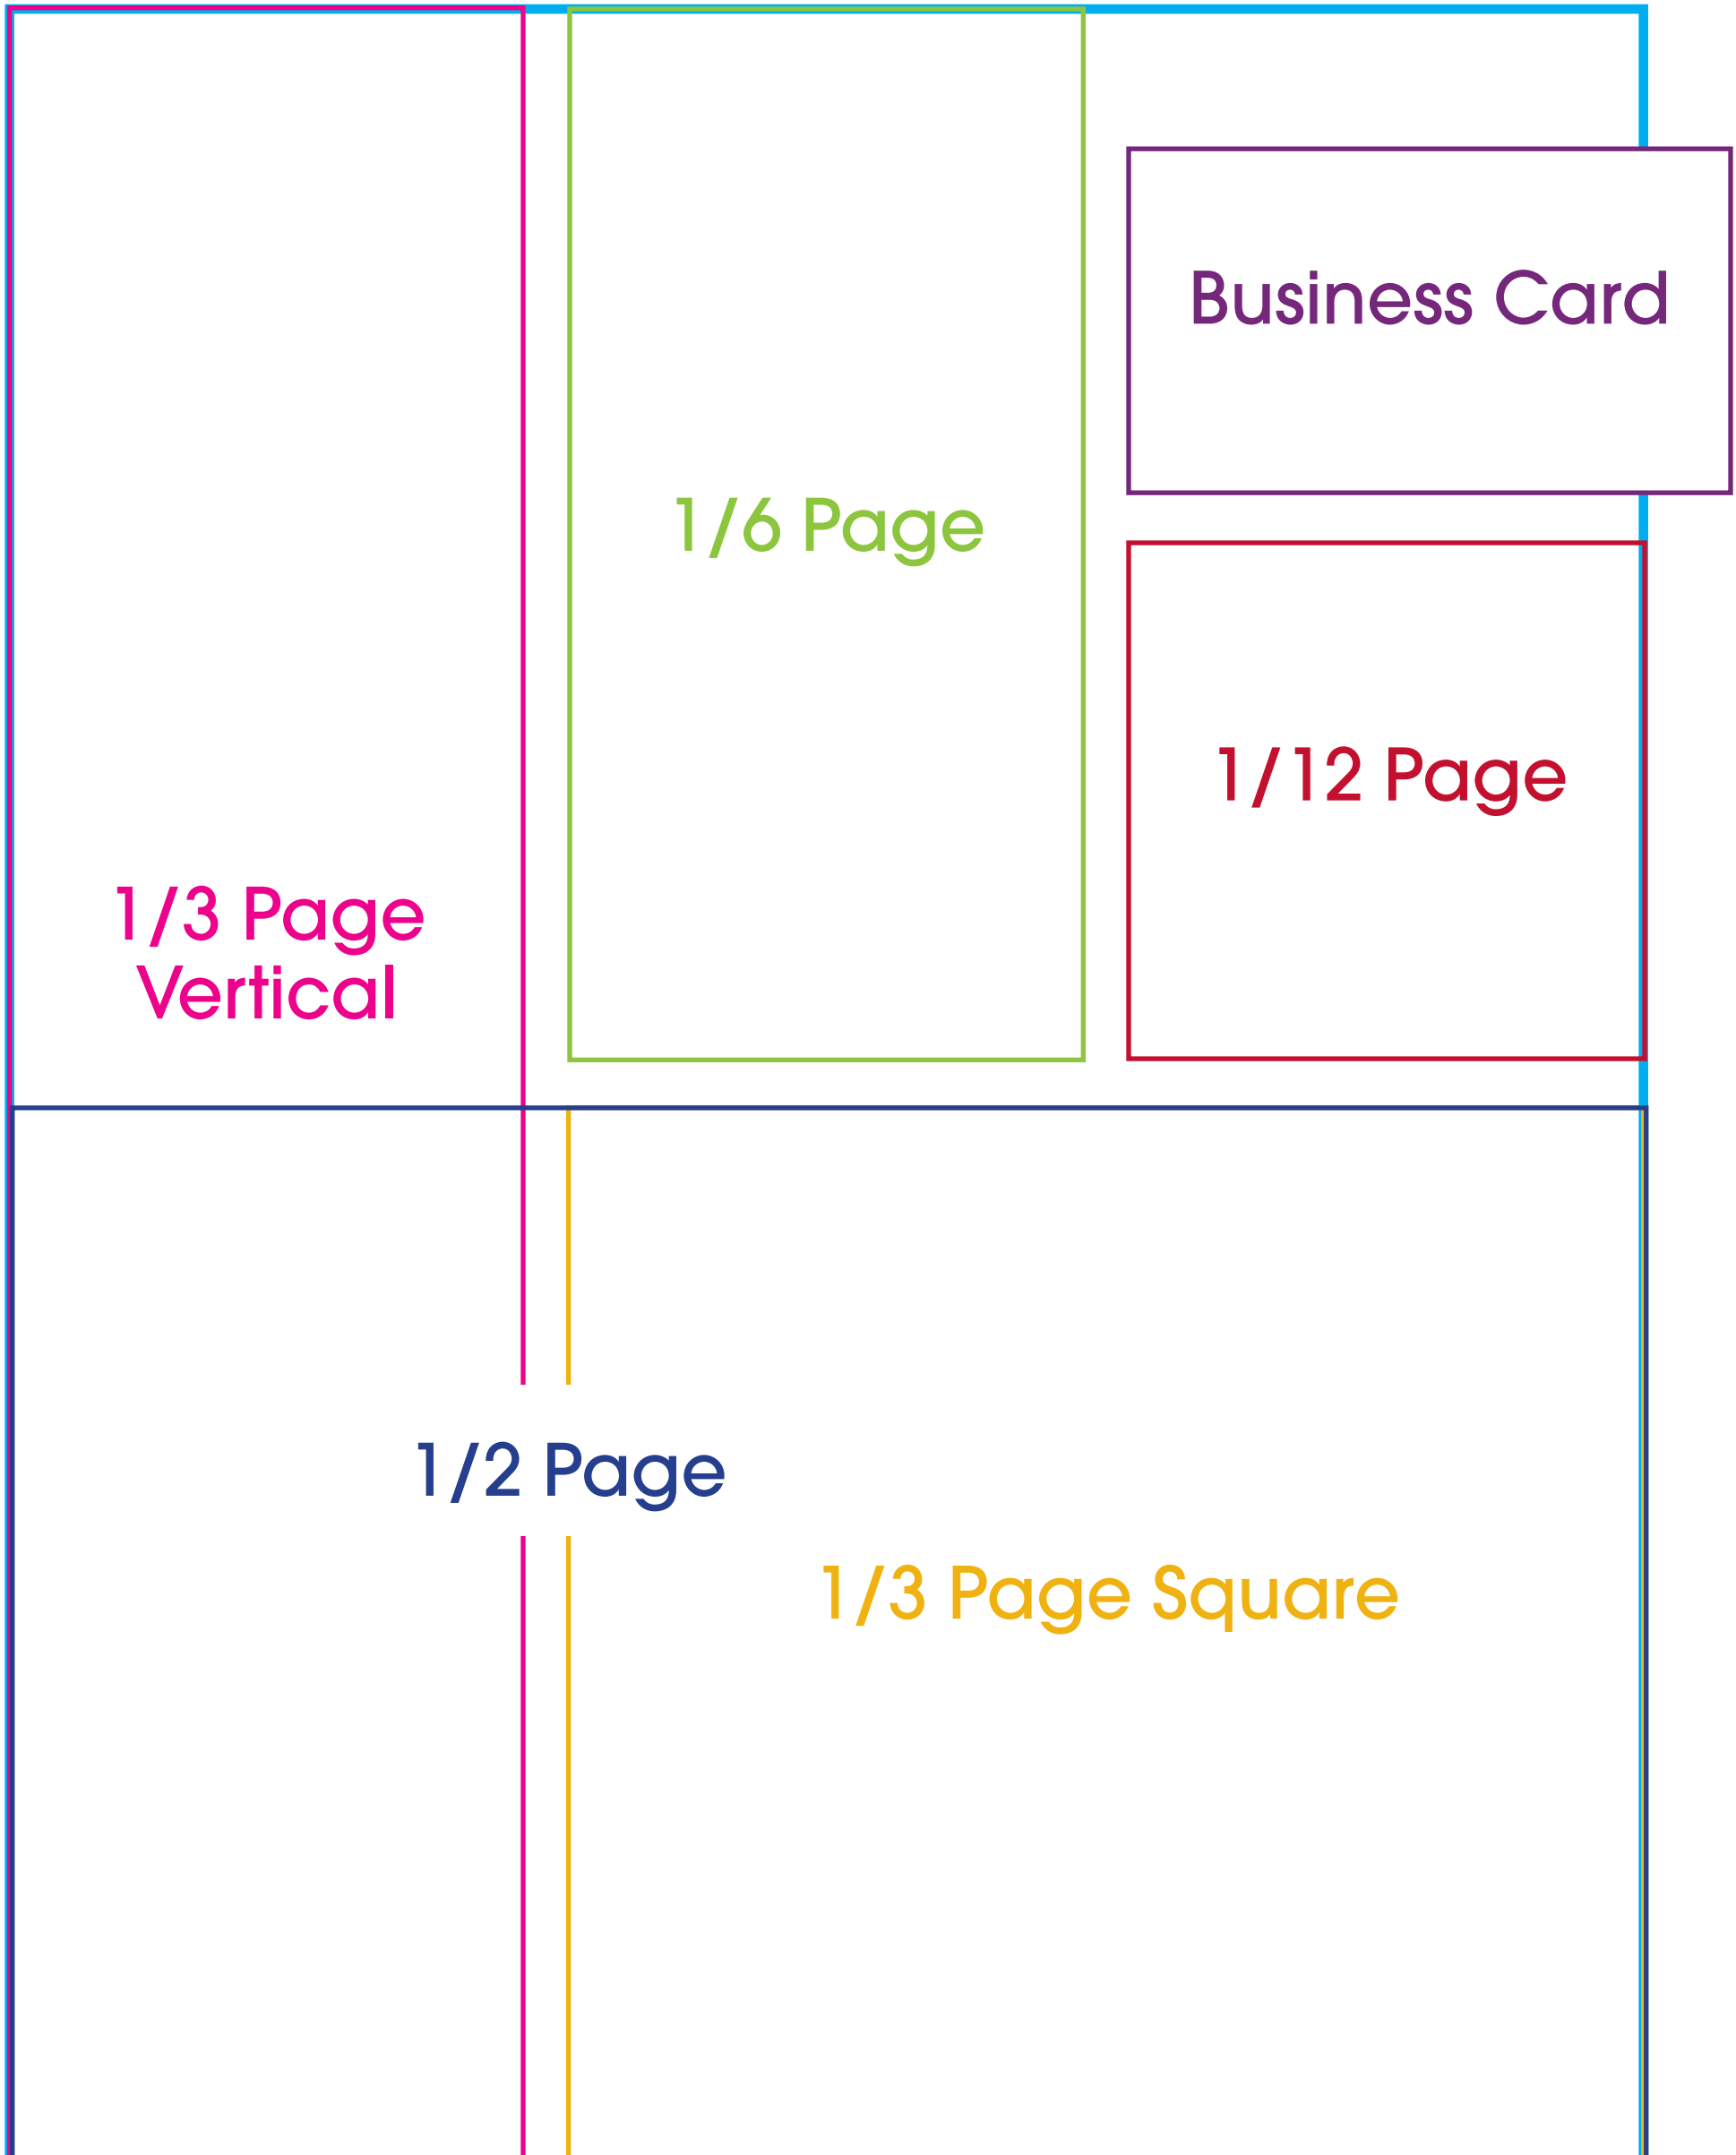 Business Card
1/6 Page
1/12 Page
1/3 Page
Vertical
1/2 Page
1/3 Page Square